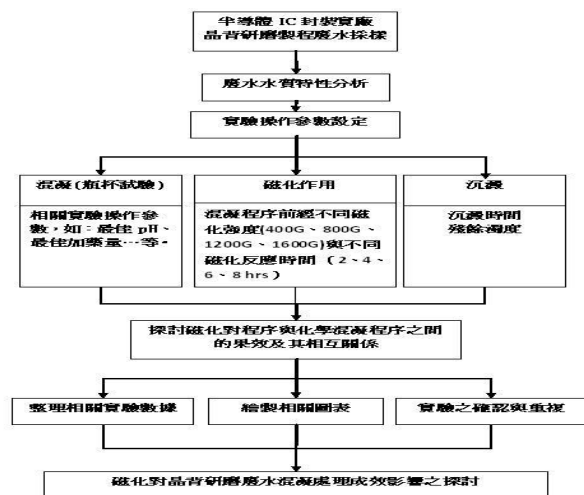 半導體 IC 封裝實廠
晶背研磨製程廢水採樣
廢水水質特性分析
實驗操作參數設定
混凝(瓶杯試驗)
相關實驗操作參
數，如：最佳 pH、
最佳加藥量…等。
磁化作用
混凝程序前經不同磁
化強度(400G、800G、
1200G、1600G)與不同
磁化反應時間（2、4、
6、8 hrs）
沉澱
沉澱時間
殘餘濁度
探討磁化對程序與化學混凝程序之間
的果效及其相互關係
整理相關實驗數據
繪製相關圖表
實驗之確認與重複
磁化對晶背研磨廢水混凝處理成效影響之探討